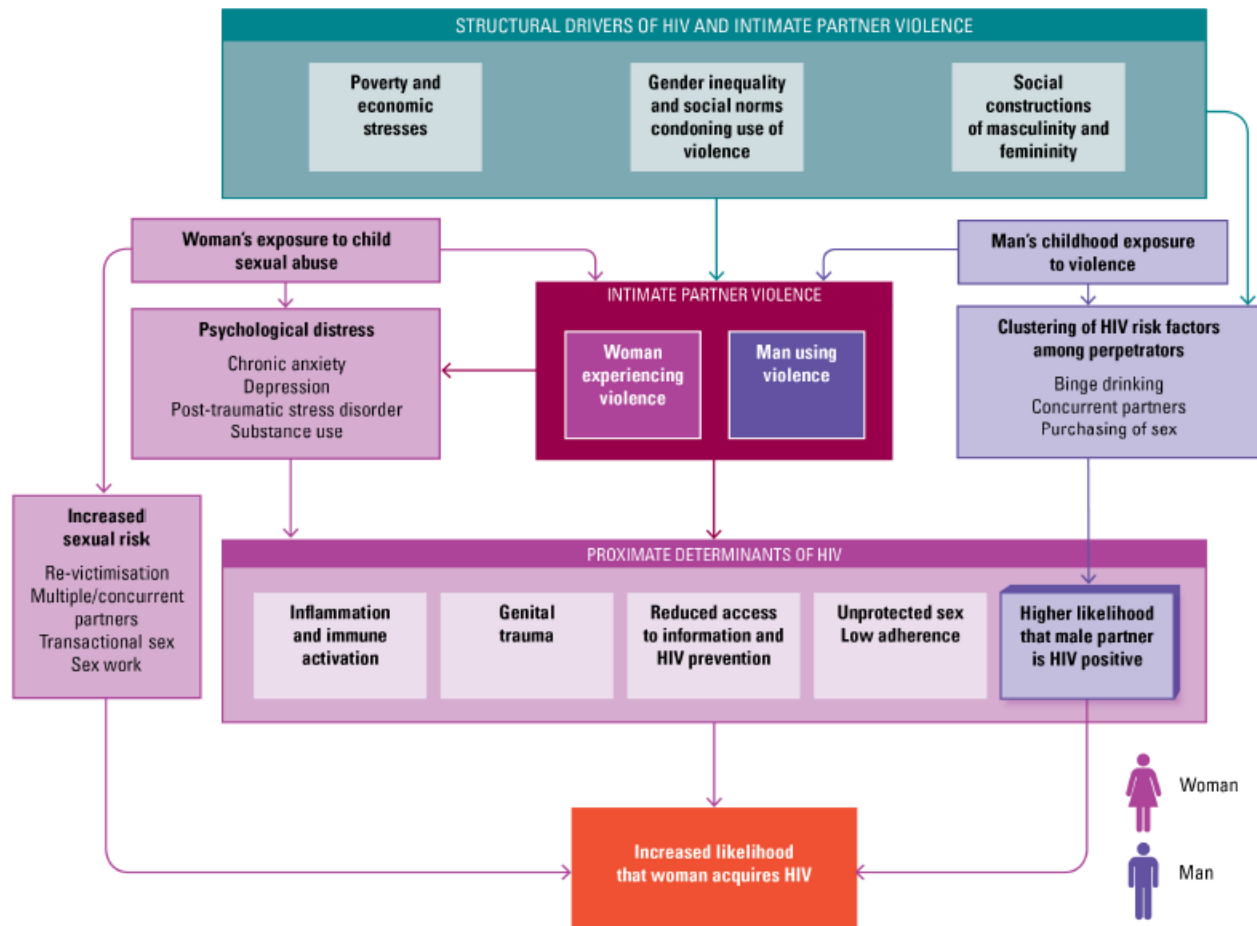 STRUCTURAL DRIVERS OF HIV AND INTIMATE PARTNER VIOLENCE
Poverty and
economic
stresses
Gender inequality
and social norms
condoning use of
violence
Social
constructions
of masculinity and
femininity
Woman's exposure to child
sexual abuse
Man's childhood exposure
to violence
INTIMATE PARTNER VIOLENCE
Woman
experiencing
violence
Man using
violence
Psychological distress
Chronic anxiety
Depression
Post-traumatic stress disorder
Substance use
Clustering of HIV risk factors
among perpetrators
Binge drinking
Concurrent partners
Purchasing of sex
Increased
sexual risk
Re-victimisation
Multiple/concurrent
partners
Transactional sex
Sex work
PROXIMATE DETERMINANTS OF HIV
Inflammation
and immune
activation
Genital
trauma
Reduced access
to information and
HIV prevention
Unprotected sex
Low adherence
Higher likelihood
that male partner
is HIV positive
Increased likelihood
that woman acquires HIV
Woman
Man